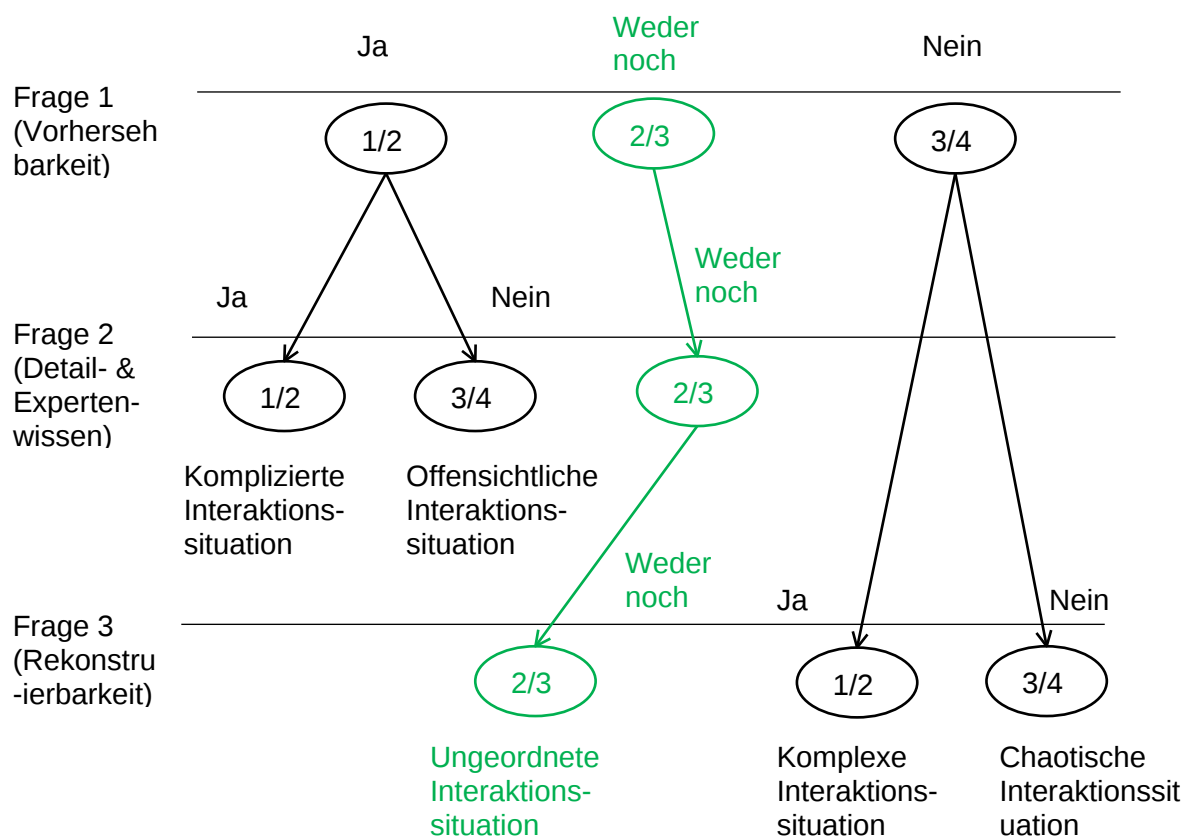 Ja
Weder
noch
Nein
Frage 1
(Vorherseh
barkeit)
1/2
2/3
3/4
Weder
noch
Ja
Nein
Frage 2
(Detail- &
Experten-
wissen)
1/2
3/4
2/3
Komplizierte
Interaktions-
situation
Offensichtliche
Interaktions-
situation
Weder
noch
Ja
Nein
Frage 3
(Rekonstru
-ierbarkeit)
2/3
1/2
3/4
Ungeordnete
Interaktions-
situation
Komplexe
Interaktions-
situation
Chaotische
Interaktionssit
uation